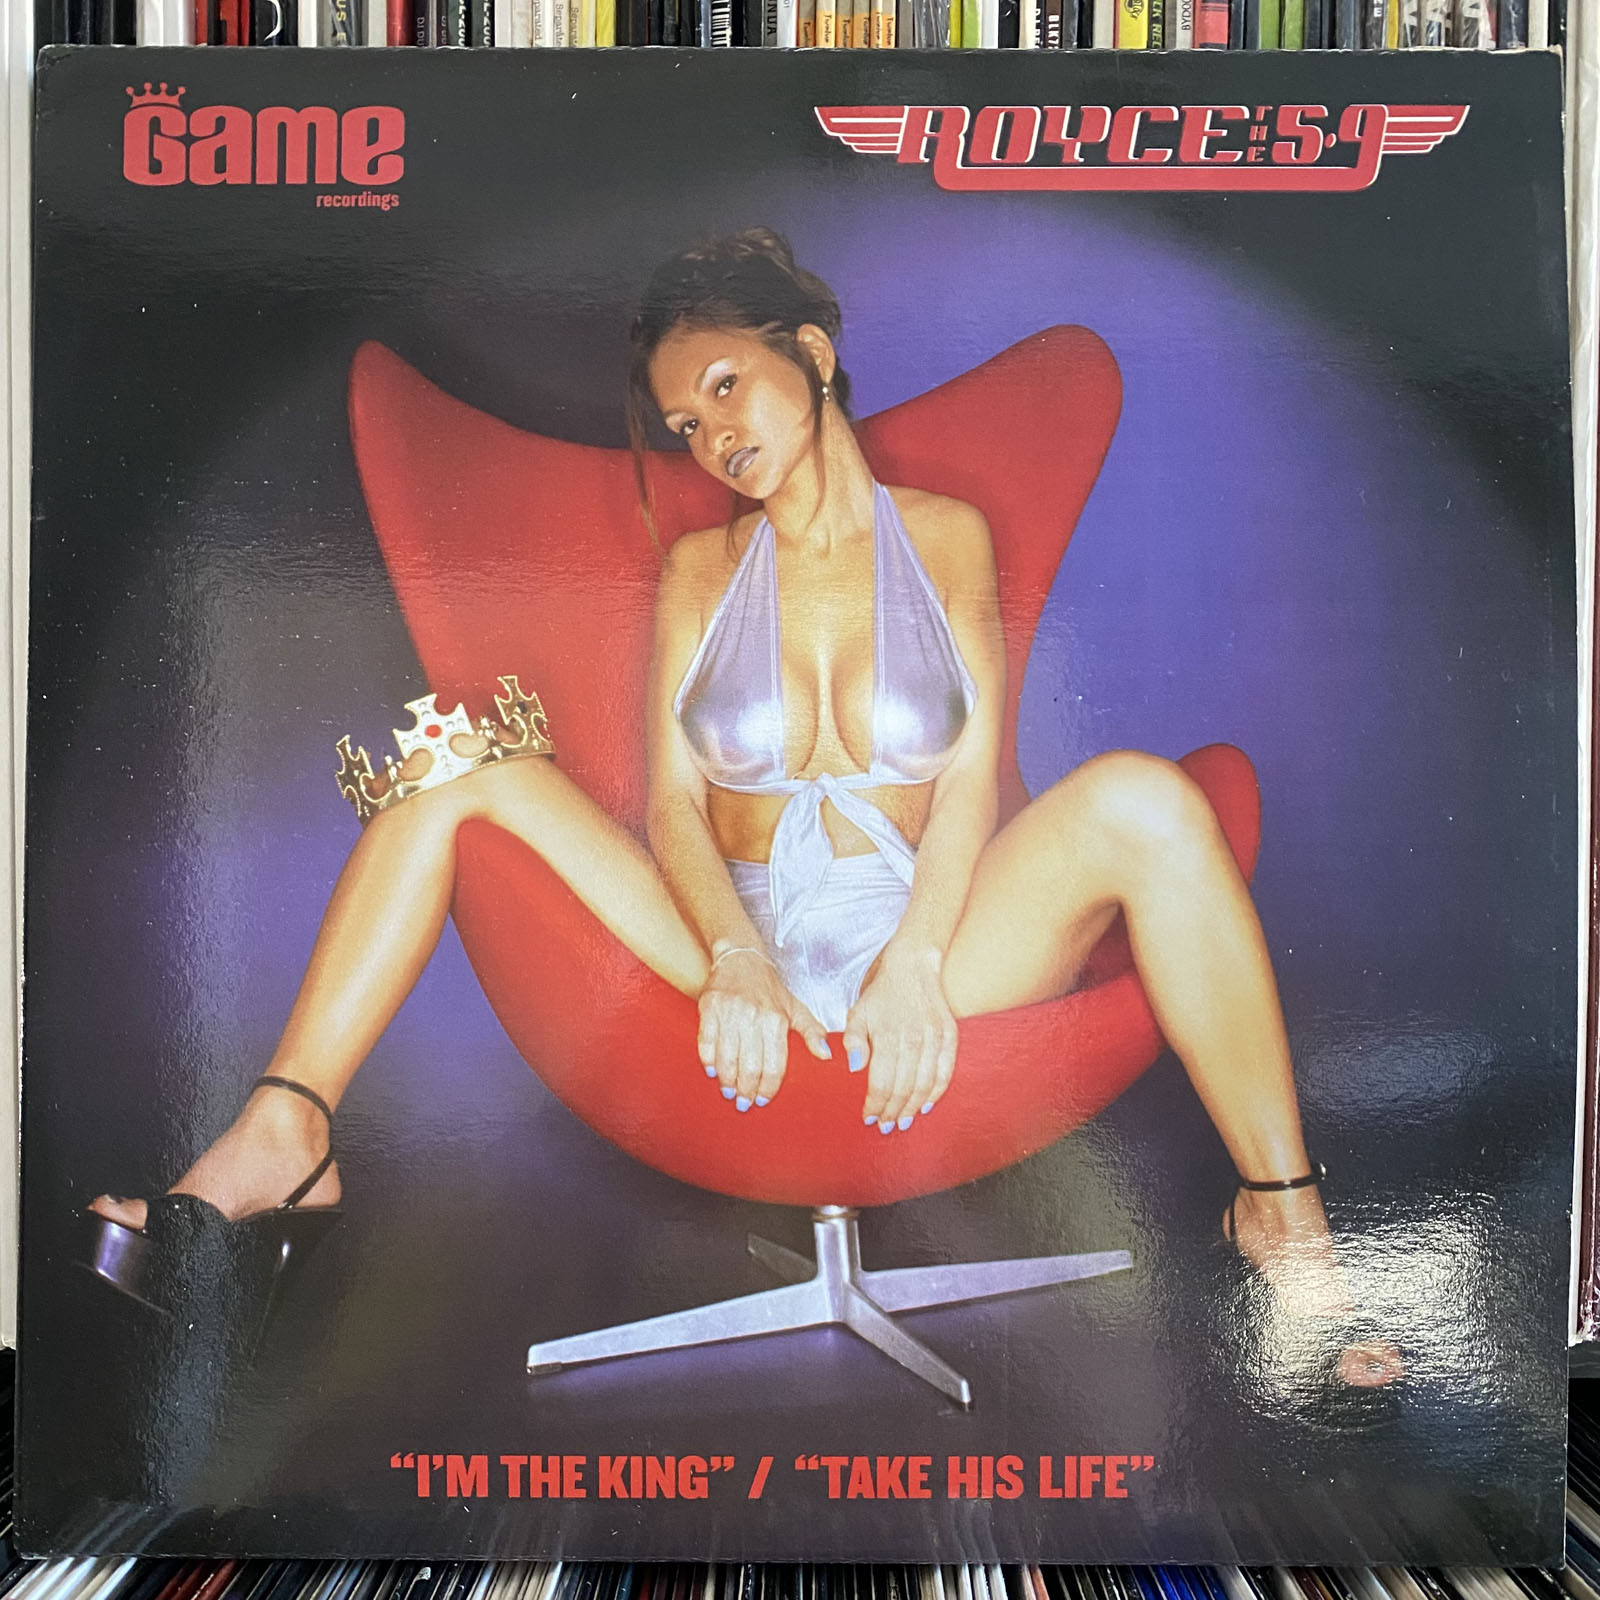 Game
recordings
ROYCE THE 5.9
"I'M THE KING" / "TAKE HIS LIFE"